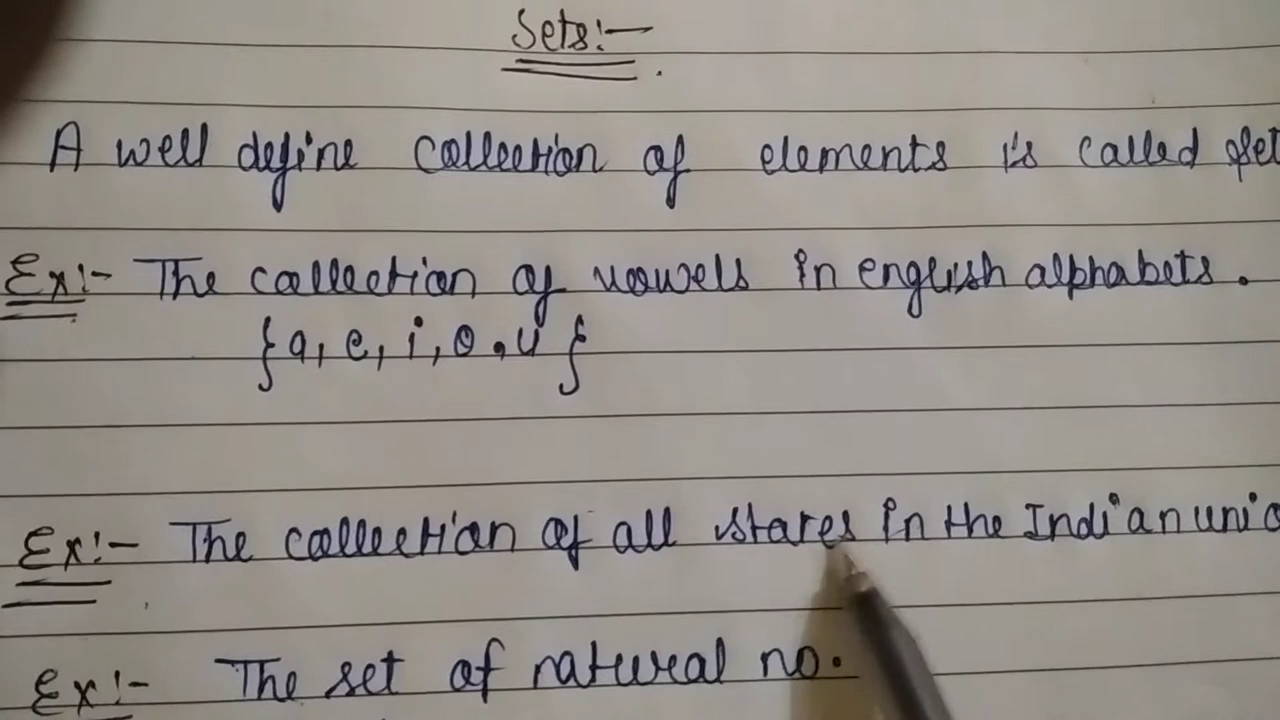 Sets:-
A well define collection of elements is called set
Ex:- The collection of vowels in english alphabets.
{a, e, i, o, u}
Ex:- The collection of all states in the Indian unio
Ex:- The set of natural no.